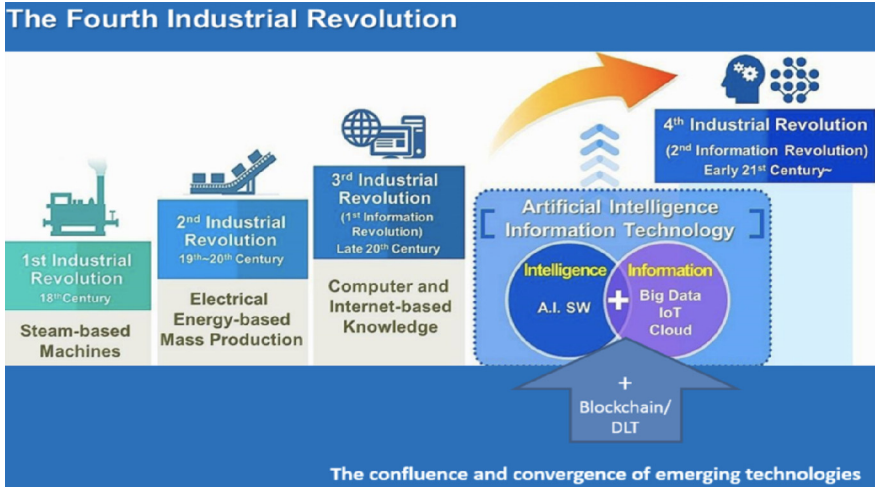 The Fourth Industrial Revolution
1st Industrial
Revolution
18th Century
Steam-based
Machines
2nd Industrial
Revolution
19th~20th Century
Electrical
Energy-based
Mass Production
3rd Industrial
Revolution
(1st Information
Revolution)
Late 20th Century
Computer and
Internet-based
Knowledge
4th Industrial Revolution
(2nd Information Revolution)
Early 21st Century~
Artificial Intelligence
Information Technology
Intelligence
A.I. SW
+
Information
Big Data
IoT
Cloud
+
Blockchain/
DLT
The confluence and convergence of emerging technologies